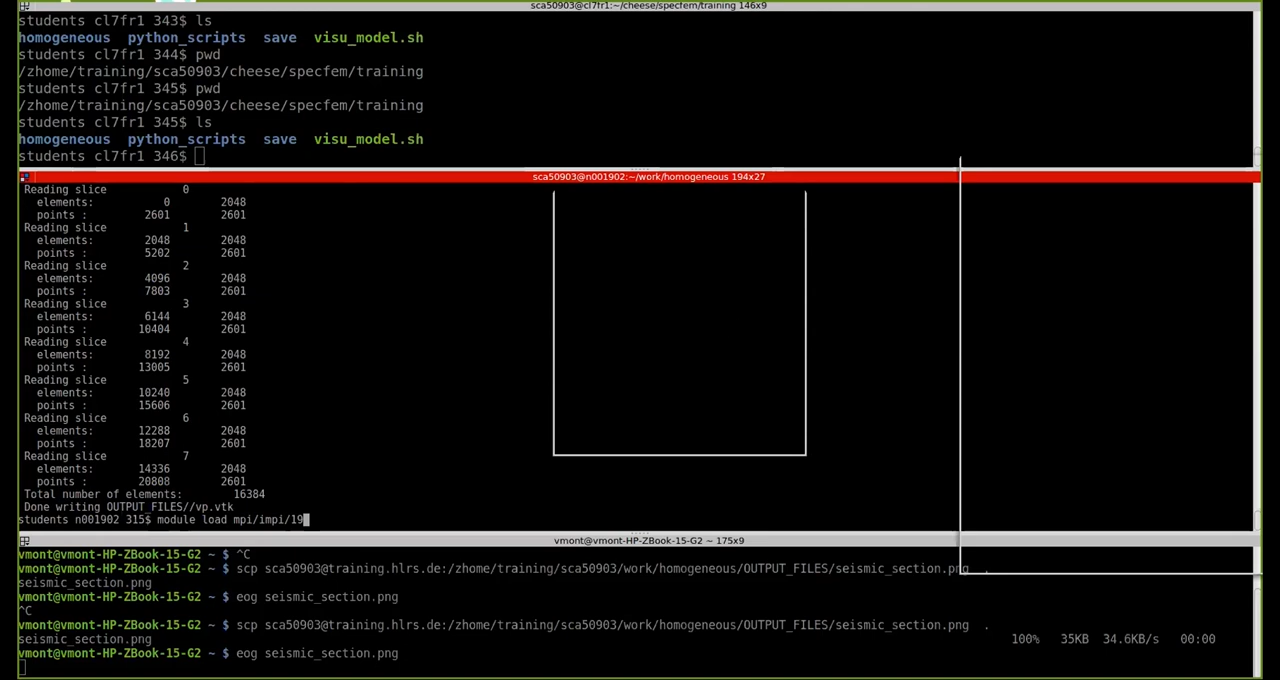 sca50903@cl7fr1:~/cheese/specfem/training 146x9
students cl7fr1 343$ ls
homogeneous python_scripts save visu_model.sh
students cl7fr1 344$ pwd
/zhome/training/sca50903/cheese/specfem/training
students cl7fr1 345$ pwd
/zhome/training/sca50903/cheese/specfem/training
students cl7fr1 345$ ls
homogeneous python_scripts save visu_model.sh
students cl7fr1 346$
sca50903@n001902:~/work/homogeneous 194x27
Reading slice 0
elements: 0 2048
points : 2601 2601
Reading slice 1
elements: 2048 2048
points : 5202 2601
Reading slice 2
elements: 4096 2048
points : 7803 2601
Reading slice 3
elements: 6144 2048
points : 10404 2601
Reading slice 4
elements: 8192 2048
points : 13005 2601
Reading slice 5
elements: 10240 2048
points : 15606 2601
Reading slice 6
elements: 12288 2048
points : 18207 2601
Reading slice 7
elements: 14336 2048
points : 20808 2601
Total number of elements: 16384
Done writing OUTPUT_FILES//vp.vtk
students n001902 315$ module load mpi/impi/19
vmont@vmont-HP-ZBook-15-G2 ~ 175x9
vmont@vmont-HP-ZBook-15-G2 ~ $ ^C
vmont@vmont-HP-ZBook-15-G2 ~ $ scp sca50903@training.hlrs.de:/zhome/training/sca50903/work/homogeneous/OUTPUT_FILES/seismic_section.png .
seismic_section.png
vmont@vmont-HP-ZBook-15-G2 ~ $ eog seismic_section.png
^C
vmont@vmont-HP-ZBook-15-G2 ~ $ scp sca50903@training.hlrs.de:/zhome/training/sca50903/work/homogeneous/OUTPUT_FILES/seismic_section.png .
seismic_section.png 100% 35KB 34.6KB/s 00:00
vmont@vmont-HP-ZBook-15-G2 ~ $ eog seismic_section.png